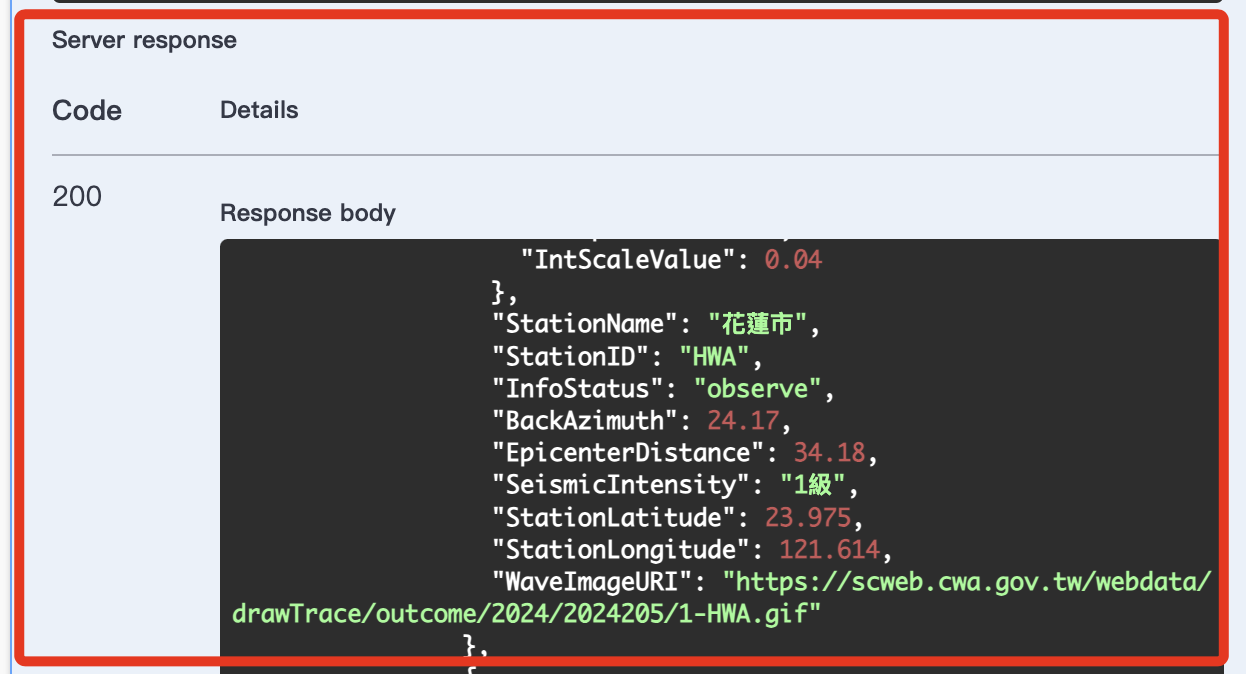 Server response
Code Details
200
Response body
"IntScaleValue": 0.04
},
"StationName": "花蓮市",
"StationID": "HWA",
"InfoStatus": "observe",
"BackAzimuth": 24.17,
"EpicenterDistance": 34.18,
"SeismicIntensity": "1級",
"StationLatitude": 23.975,
"StationLongitude": 121.614,
"WaveImageURI": "https://scweb.cwa.gov.tw/webdata/
drawTrace/outcome/2024/2024205/1-HWA.gif"
},